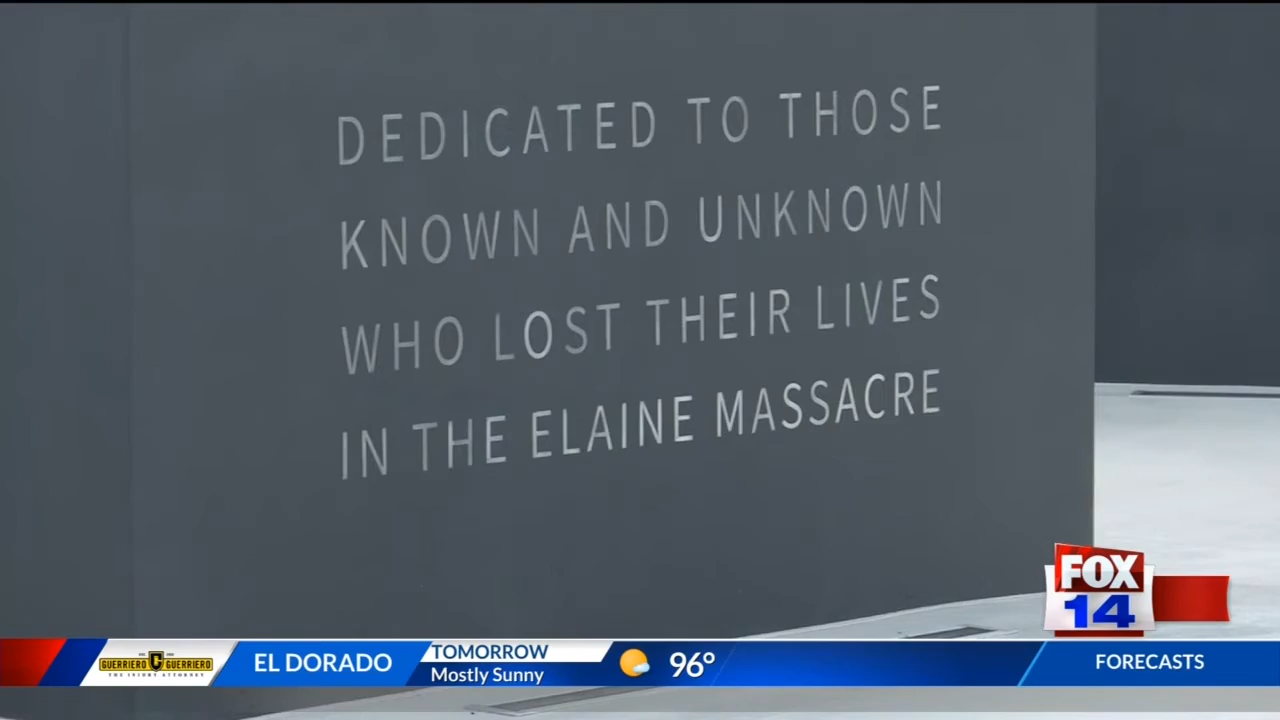 DEDICATED TO THOSE
KNOWN AND UNKNOWN
WHO LOST THEIR LIVES
IN THE ELAINE MASSACRE
FOX
14
GUERRIERO G GUERRIERO
THE INJURY ATTORNEY
EL DORADO
TOMORROW
Mostly Sunny
96°
FORECASTS